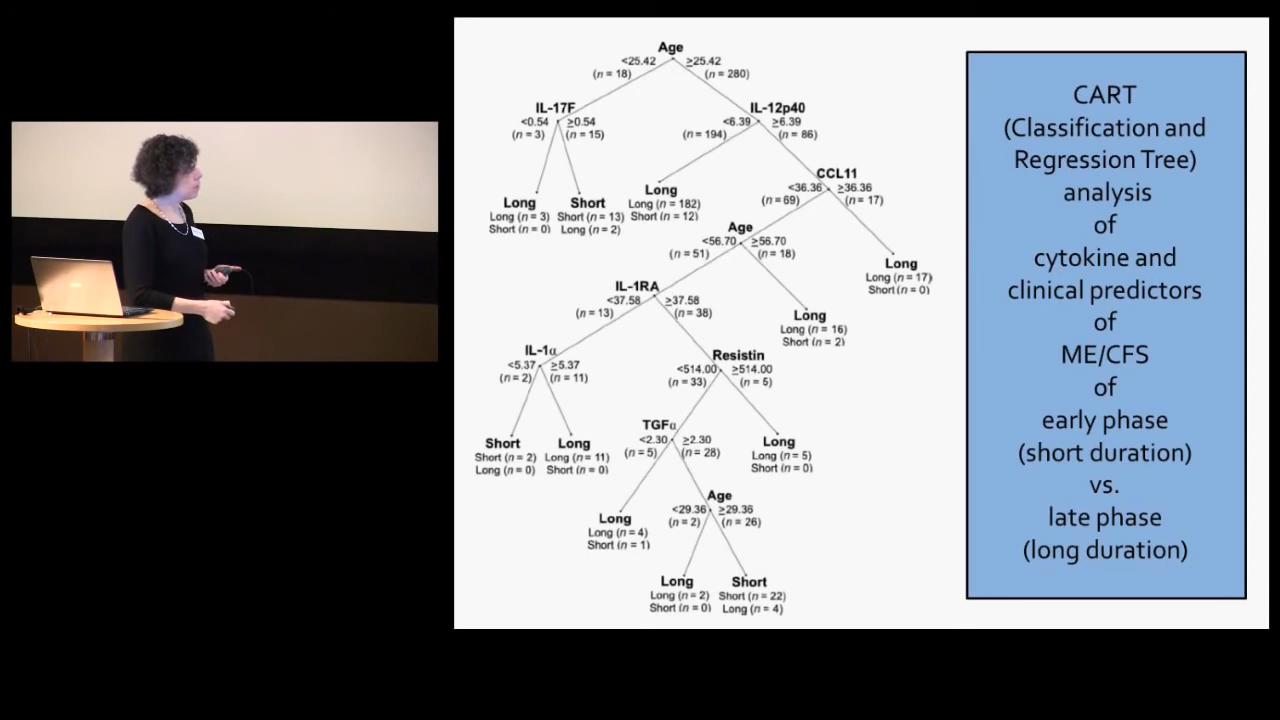 Age
<25.42 ≥25.42
(n = 18) (n = 280)
IL-17F IL-12p40
<0.54 ≥0.54 <6.39 ≥6.39
(n = 3) (n = 15) (n = 194) (n = 86)
CCL11
<36.36 ≥36.36
(n = 69) (n = 17)
Long Short Long
Long (n = 3) Short (n = 13) Long (n = 182)
Short (n = 0) Long (n = 2) Short (n = 12)
Age
<56.70 ≥56.70
(n = 51) (n = 18)
Long
Long (n = 17)
Short (n = 0)
IL-1RA
<37.58 ≥37.58
(n = 13) (n = 38)
Long
Long (n = 16)
Short (n = 2)
IL-1α Resistin
<5.37 ≥5.37 <514.00 ≥514.00
(n = 2) (n = 11) (n = 33) (n = 5)
TGFα
<2.30 ≥2.30
(n = 5) (n = 28)
Short Long Long
Short (n = 2) Long (n = 11) Long (n = 5)
Long (n = 0) Short (n = 0) Short (n = 0)
Age
<29.36 ≥29.36
(n = 2) (n = 26)
Long
Long (n = 4)
Short (n = 1)
Long Short
Long (n = 2) Short (n = 22)
Short (n = 0) Long (n = 4)
CART
(Classification and
Regression Tree)
analysis
of
cytokine and
clinical predictors
of
ME/CFS
of
early phase
(short duration)
vs.
late phase
(long duration)